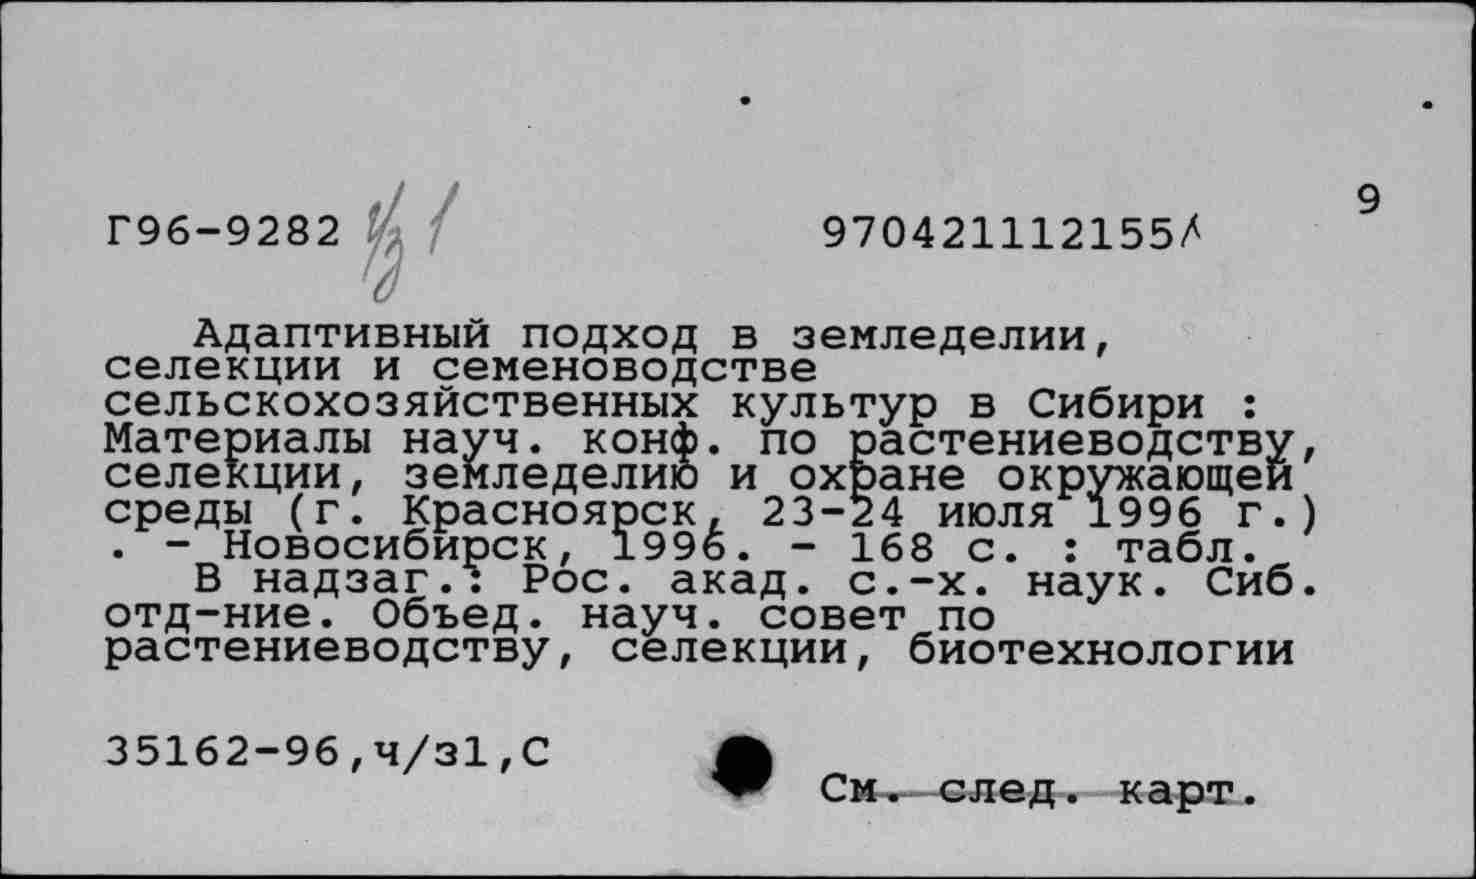 9
Г96-9282 970421112155Л
Адаптивный подход в земледелии,
селекции и семеноводстве
сельскохозяйственных культур в Сибири :
Материалы науч. конф. по растениеводству,
селекции, земледелию и охране окружающей
среды (г. Красноярск, 23-24 июля 1996 г.)
. - Новосибирск, 1996. - 168 с. : табл.
В надзаг.: Рос. акад. с.-х. наук. Сиб.
отд-ние. Объед. науч. совет по
растениеводству, селекции, биотехнологии
35162-96,ч/з1,С
См. след. карт.